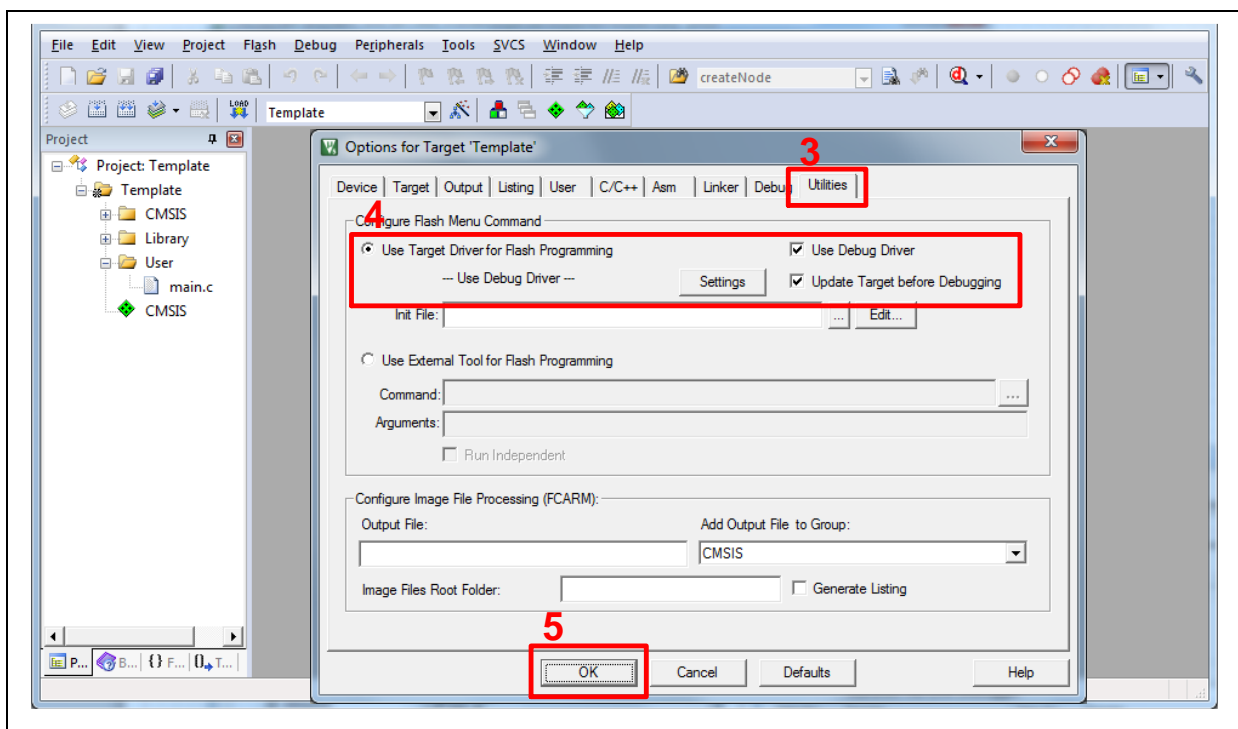 File Edit View Project Flash Debug Peripherals Tools SVCS Window Help
createNode
LOAD Template
Project
Options for Target 'Template'
3
Project: Template
Template
CMSIS
Library
User
main.c
CMSIS
Device Target Output Listing User C/C++ Asm Linker Debug Utilities
4
Configure Flash Menu Command
Use Target Driver for Flash Programming Use Debug Driver
--- Use Debug Driver --- Settings Update Target before Debugging
Init File: ... Edit...
Use External Tool for Flash Programming
Command: ...
Arguments:
Run Independent
Configure Image File Processing (FCARM):
Output File: Add Output File to Group:
CMSIS
Image Files Root Folder: Generate Listing
5
P... B... {} F... 0 T...
OK Cancel Defaults Help